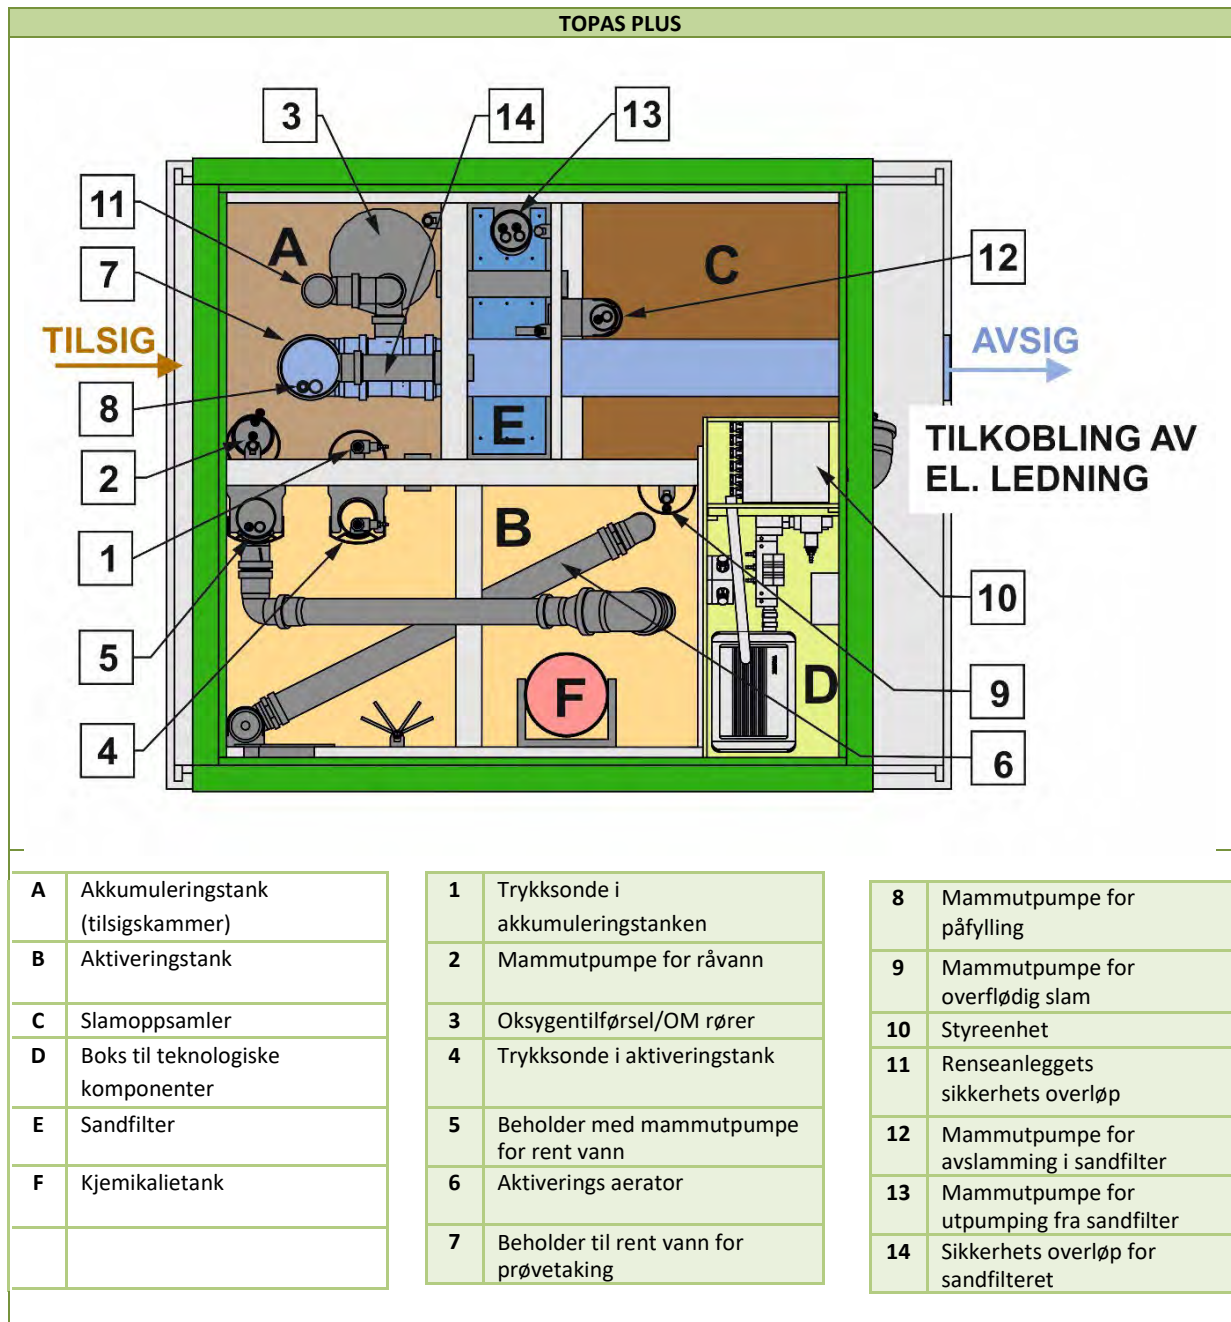 TOPAS PLUS
3
14
13
11
A
C
7
12
TILSIG
AVSIG
8
E
TILKOBLING AV
EL. LEDNING
2
B
1
10
5
D
9
F
4
6
A Akkumuleringstank
(tilsigskammer)
B Aktiveringstank
C Slamoppsamler
D Boks til teknologiske
komponenter
E Sandfilter
F Kjemikalietank
1 Trykksonde i
akkumuleringstanken
2 Mammutpumpe for råvann
3 Oksygentilførsel/OM rører
4 Trykksonde i aktiveringstank
5 Beholder med mammutpumpe
for rent vann
6 Aktiverings aerator
7 Beholder til rent vann for
prøvetaking
8 Mammutpumpe for
påfylling
9 Mammutpumpe for
overflødig slam
10 Styreenhet
11 Renseanleggets
sikkerhets overløp
12 Mammutpumpe for
avslamming i sandfilter
13 Mammutpumpe for
utpumping fra sandfilter
14 Sikkerhets overløp for
sandfilteret